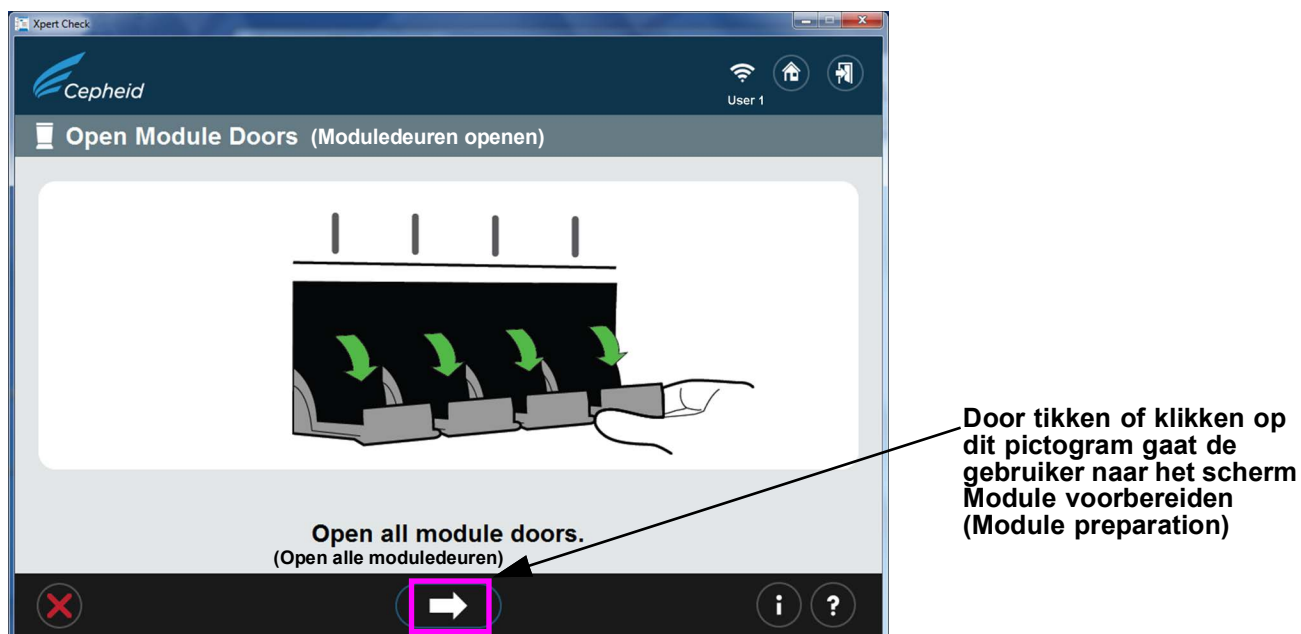 Xpert Check
Cepheid
User 1
Open Module Doors (Moduledeuren openen)
Open all module doors.
(Open alle moduledeuren)
Door tikken of klikken op
dit pictogram gaat de
gebruiker naar het scherm
Module voorbereiden
(Module preparation)
i ?